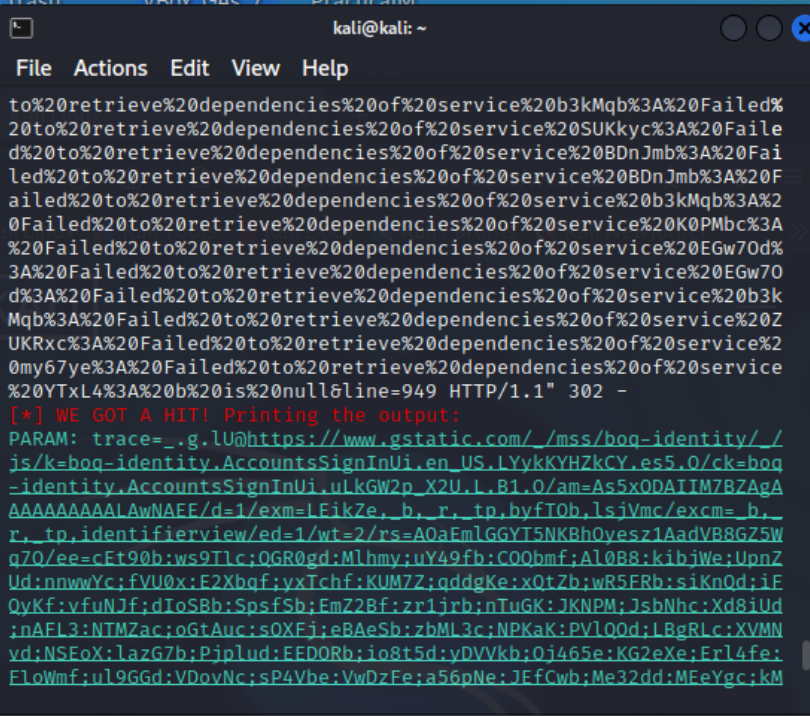 kali@kali: ~
File Actions Edit View Help
to%20retrieve%20dependencies%20of%20service%20b3kMqb%3A%20Failed%
20to%20retrieve%20dependencies%20of%20service%20SUKkyc%3A%20Faile
d%20to%20retrieve%20dependencies%20of%20service%20BDnJmb%3A%20Fai
led%20to%20retrieve%20dependencies%20of%20service%20BDnJmb%3A%20F
ailed%20to%20retrieve%20dependencies%20of%20service%20b3kMqb%3A%2
0Failed%20to%20retrieve%20dependencies%20of%20service%20K0PMbc%3A
%20Failed%20to%20retrieve%20dependencies%20of%20service%20EGw7Od%
3A%20Failed%20to%20retrieve%20dependencies%20of%20service%20EGw7O
d%3A%20Failed%20to%20retrieve%20dependencies%20of%20service%20b3k
Mqb%3A%20Failed%20to%20retrieve%20dependencies%20of%20service%20Z
UKRxc%3A%20Failed%20to%20retrieve%20dependencies%20of%20service%2
0my67ye%3A%20Failed%20to%20retrieve%20dependencies%20of%20service
%20YTxL4%3A%20b%20is%20null&line=949 HTTP/1.1" 302 -
[*] WE GOT A HIT! Printing the output:
PARAM: trace=_.g.lU@https://www.gstatic.com/_/mss/boq-identity/_/
js/k=boq-identity.AccountsSignInUi.en_US.LYykKYHZkCY.es5.O/ck=boq
-identity.AccountsSignInUi.uLkGW2p_X2U.L.B1.O/am=As5xODAIIM7BZAgA
AAAAAAAAAALAwNAEE/d=1/exm=LEikZe,_b,_r,_tp,byfTOb,lsjVmc/excm=_b,_
r,_tp,identifierview/ed=1/wt=2/rs=AOaEmlGGYT5NKBhOyesz1AadVB8GZ5W
q7Q/ee=cEt90b:ws9Tlc;QGR0gd:Mlhmy;uY49fb:COQbmf;Al0B8:kibjWe;UpnZ
Ud:nnwwYc;fVU0x:E2Xbqf;yxTchf:KUM7Z;qddgKe:xQtZb;wR5FRb:siKnQd;iF
QyKf:vfuNJf;dIoSBb:SpsfSb;EmZ2Bf:zr1jrb;nTuGK:JKNPM;JsbNhc:Xd8iUd
;nAFL3:NTMZac;oGtAuc:sOXFj;eBAeSb:zbML3c;NPKaK:PVlQOd;LBgRLc:XVMN
vd;NSEoX:lazG7b;Pjplud:EEDORb;io8t5d:yDVVkb;Oj465e:KG2eXe;Erl4fe:
FloWmf;ul9GGd:VDovNc;sP4Vbe:VwDzFe;a56pNe:JEfCwb;Me32dd:MEeYgc;kM